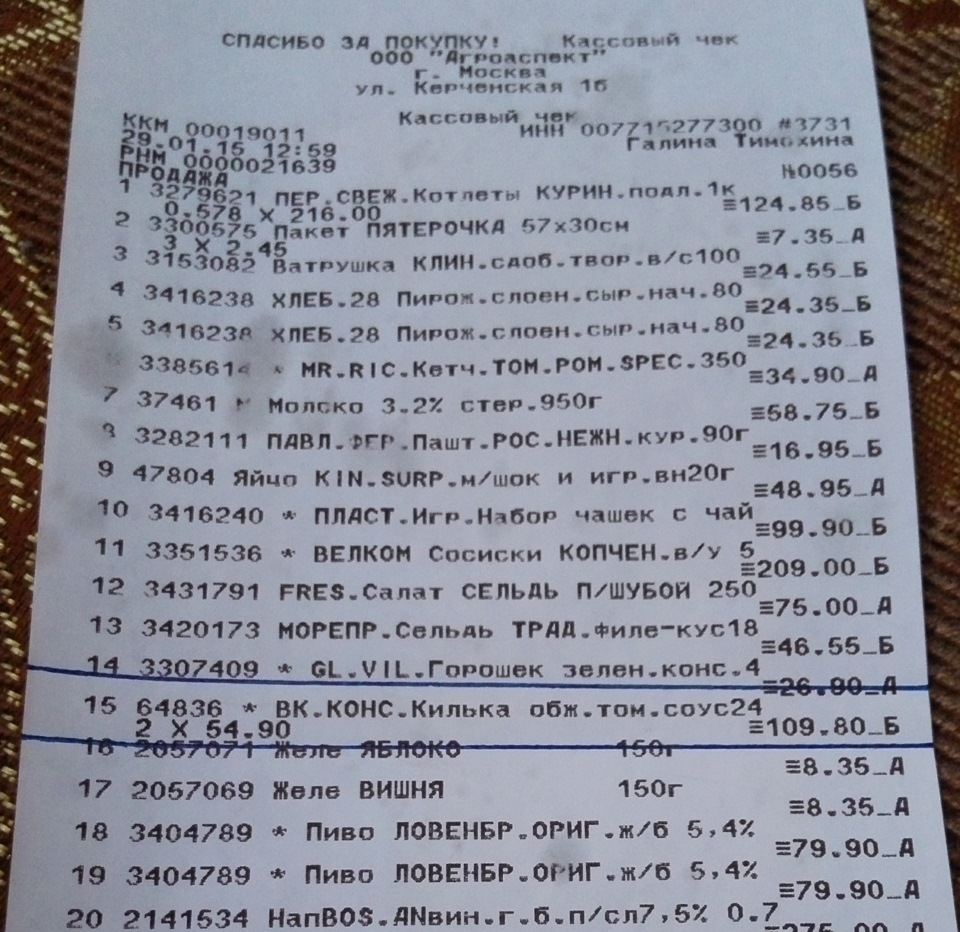 СПАСИБО ЗА ПОКУПКУ! Кассовый чек
ООО "Агроаспект"
г. Москва
ул. Керченская 1б
Кассовый чек
ККМ 00019011 ИНН 007715277300 #3731
29.01.15 12:59 Галина Тимохина
РНМ 0000021639
ПРОДАЖА №0056
1 3279621 ПЕР.СВЕЖ.Котлеты КУРИН.подл.1к
0.578 X 216.00 ≡124.85_Б
2 3300575 Пакет ПЯТЕРОЧКА 57x30см
3 X 2.45 ≡7.35_А
3 3153082 Ватрушка КЛИН.сдоб.твор.в/с100
≡24.55_Б
4 3416238 ХЛЕБ.28 Пирож.слоен.сыр.нач.80
≡24.35_Б
5 3416238 ХЛЕБ.28 Пирож.слоен.сыр.нач.80
≡24.35_Б
3385614 * MR.RIC.Кетч.ТОМ.РОМ.SPEC.350
≡34.90_А
7 37461 Молоко 3.2% стер.950г
≡58.75_Б
8 3282111 ПАВЛ.ФЕР.Пашт.РОС.НЕЖН.кур.90г
≡16.95_Б
9 47804 Яйцо KIN.SURP.м/шок и игр.вн20г
≡48.95_А
10 3416240 * ПЛАСТ.Игр.Набор чашек с чай
≡99.90_Б
11 3351536 * ВЕЛКОМ Сосиски КОПЧЕН.в/у 5
≡209.00_Б
12 3431791 FRES.Салат СЕЛЬДЬ П/ШУБОЙ 250
≡75.00_А
13 3420173 МОРЕПР.Сельдь ТРАД.филе-кус18
≡46.55_Б
14 3307409 * GL.VIL.Горошек зелен.конс.4
≡26.80_А
15 64836 * ВК.КОНС.Килька обж.том.соус24
2 X 54.90 ≡109.80_Б
16 2057071 Желе ЯБЛОКО 150г
≡8.35_А
17 2057069 Желе ВИШНЯ 150г
≡8.35_А
18 3404789 * Пиво ЛОВЕНБР.ОРИГ.ж/б 5,4%
≡79.90_А
19 3404789 * Пиво ЛОВЕНБР.ОРИГ.ж/б 5,4%
≡79.90_А
20 2141534 НапBOS.ANвин.г.б.п/сл7,5% 0.7